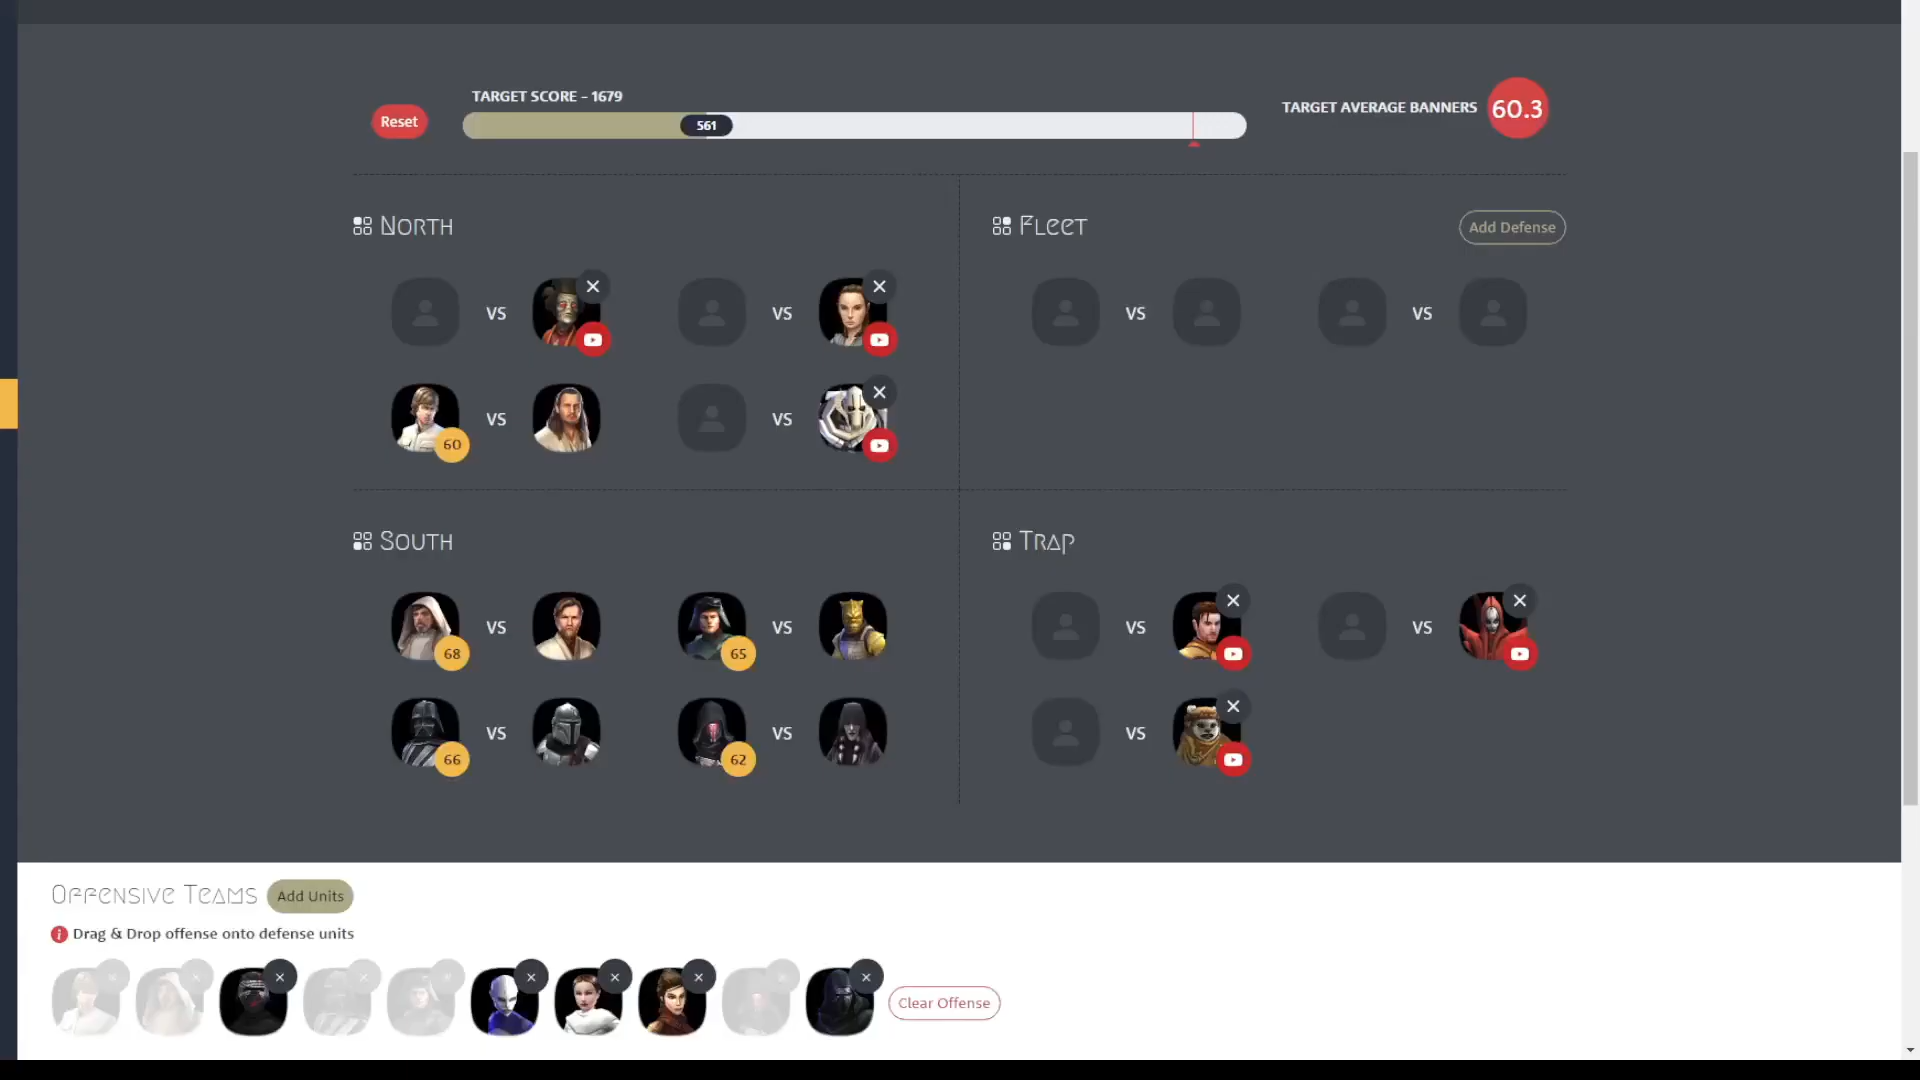 TARGET SCORE - 1679
Reset
561
TARGET AVERAGE BANNERS 60.3
North
VS
VS
60
VS
VS
Fleet
Add Defense
VS
VS
South
68
VS
65
VS
66
VS
62
VS
Trap
VS
VS
VS
Offensive Teams
Add Units
Drag & Drop offense onto defense units
Clear Offense